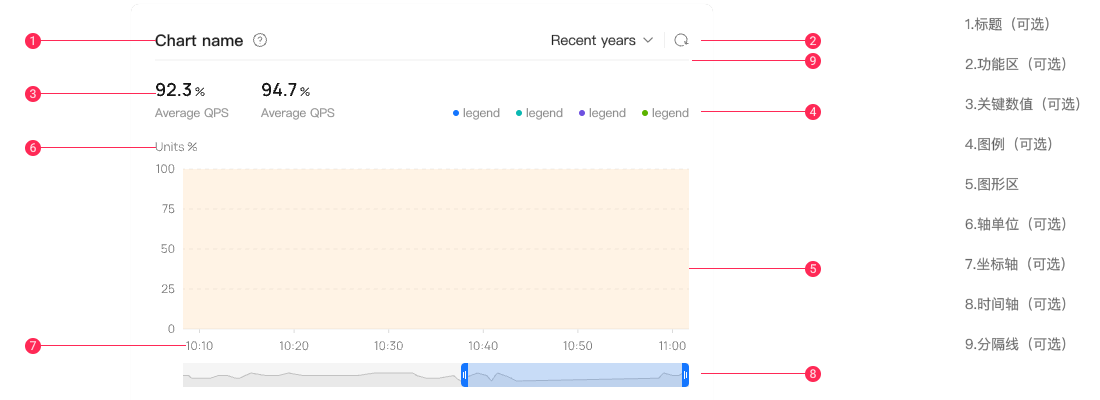 1 Chart name ? Recent years 2
9
3 92.3 % 94.7 %
Average QPS Average QPS legend legend legend legend 4
6 Units %
100
75
50
5
25
0
7 10:10 10:20 10:30 10:40 10:50 11:00
8
1.标题（可选）
2.功能区（可选）
3.关键数值（可选）
4.图例（可选）
5.图形区
6.轴单位（可选）
7.坐标轴（可选）
8.时间轴（可选）
9.分隔线（可选）